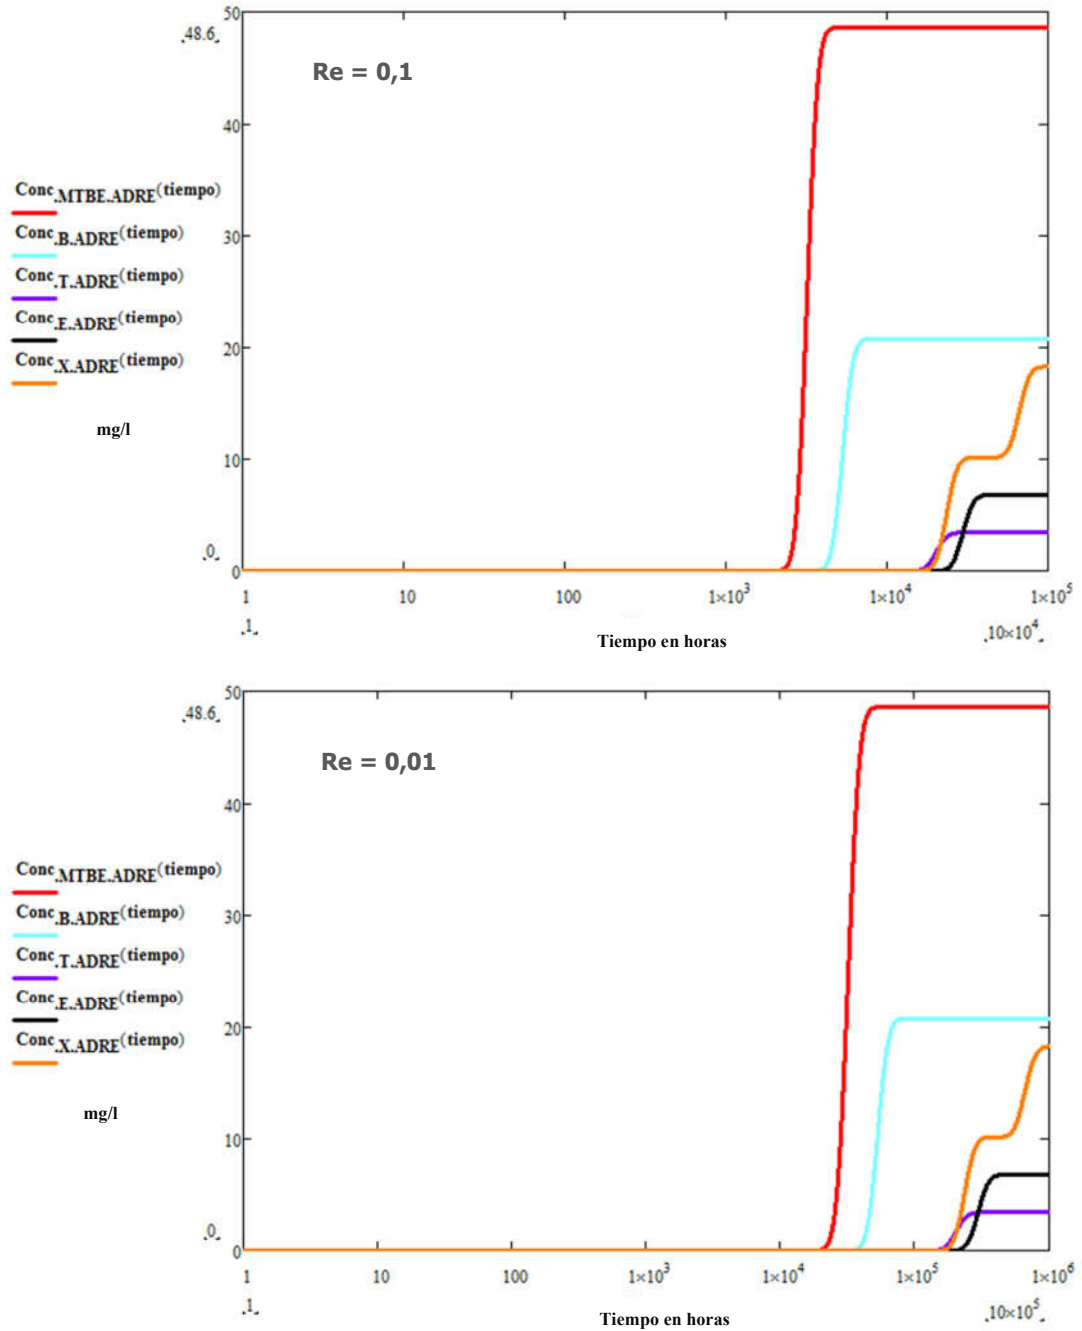 50
48.6
Re = 0,1
40
Conc.MTBE.ADRE(tiempo)
Conc.B.ADRE(tiempo)
30
Conc.T.ADRE(tiempo)
Conc.E.ADRE(tiempo)
20
Conc.X.ADRE(tiempo)
mg/l
10
0
0
1 10 100 1×10³ 1×10⁴ 1×10⁵
1 10×10⁴
Tiempo en horas
50
48.6
Re = 0,01
40
Conc.MTBE.ADRE(tiempo)
Conc.B.ADRE(tiempo)
30
Conc.T.ADRE(tiempo)
Conc.E.ADRE(tiempo)
20
Conc.X.ADRE(tiempo)
mg/l
10
0
0
1 10 100 1×10³ 1×10⁴ 1×10⁵ 1×10⁶
1 10×10⁵
Tiempo en horas